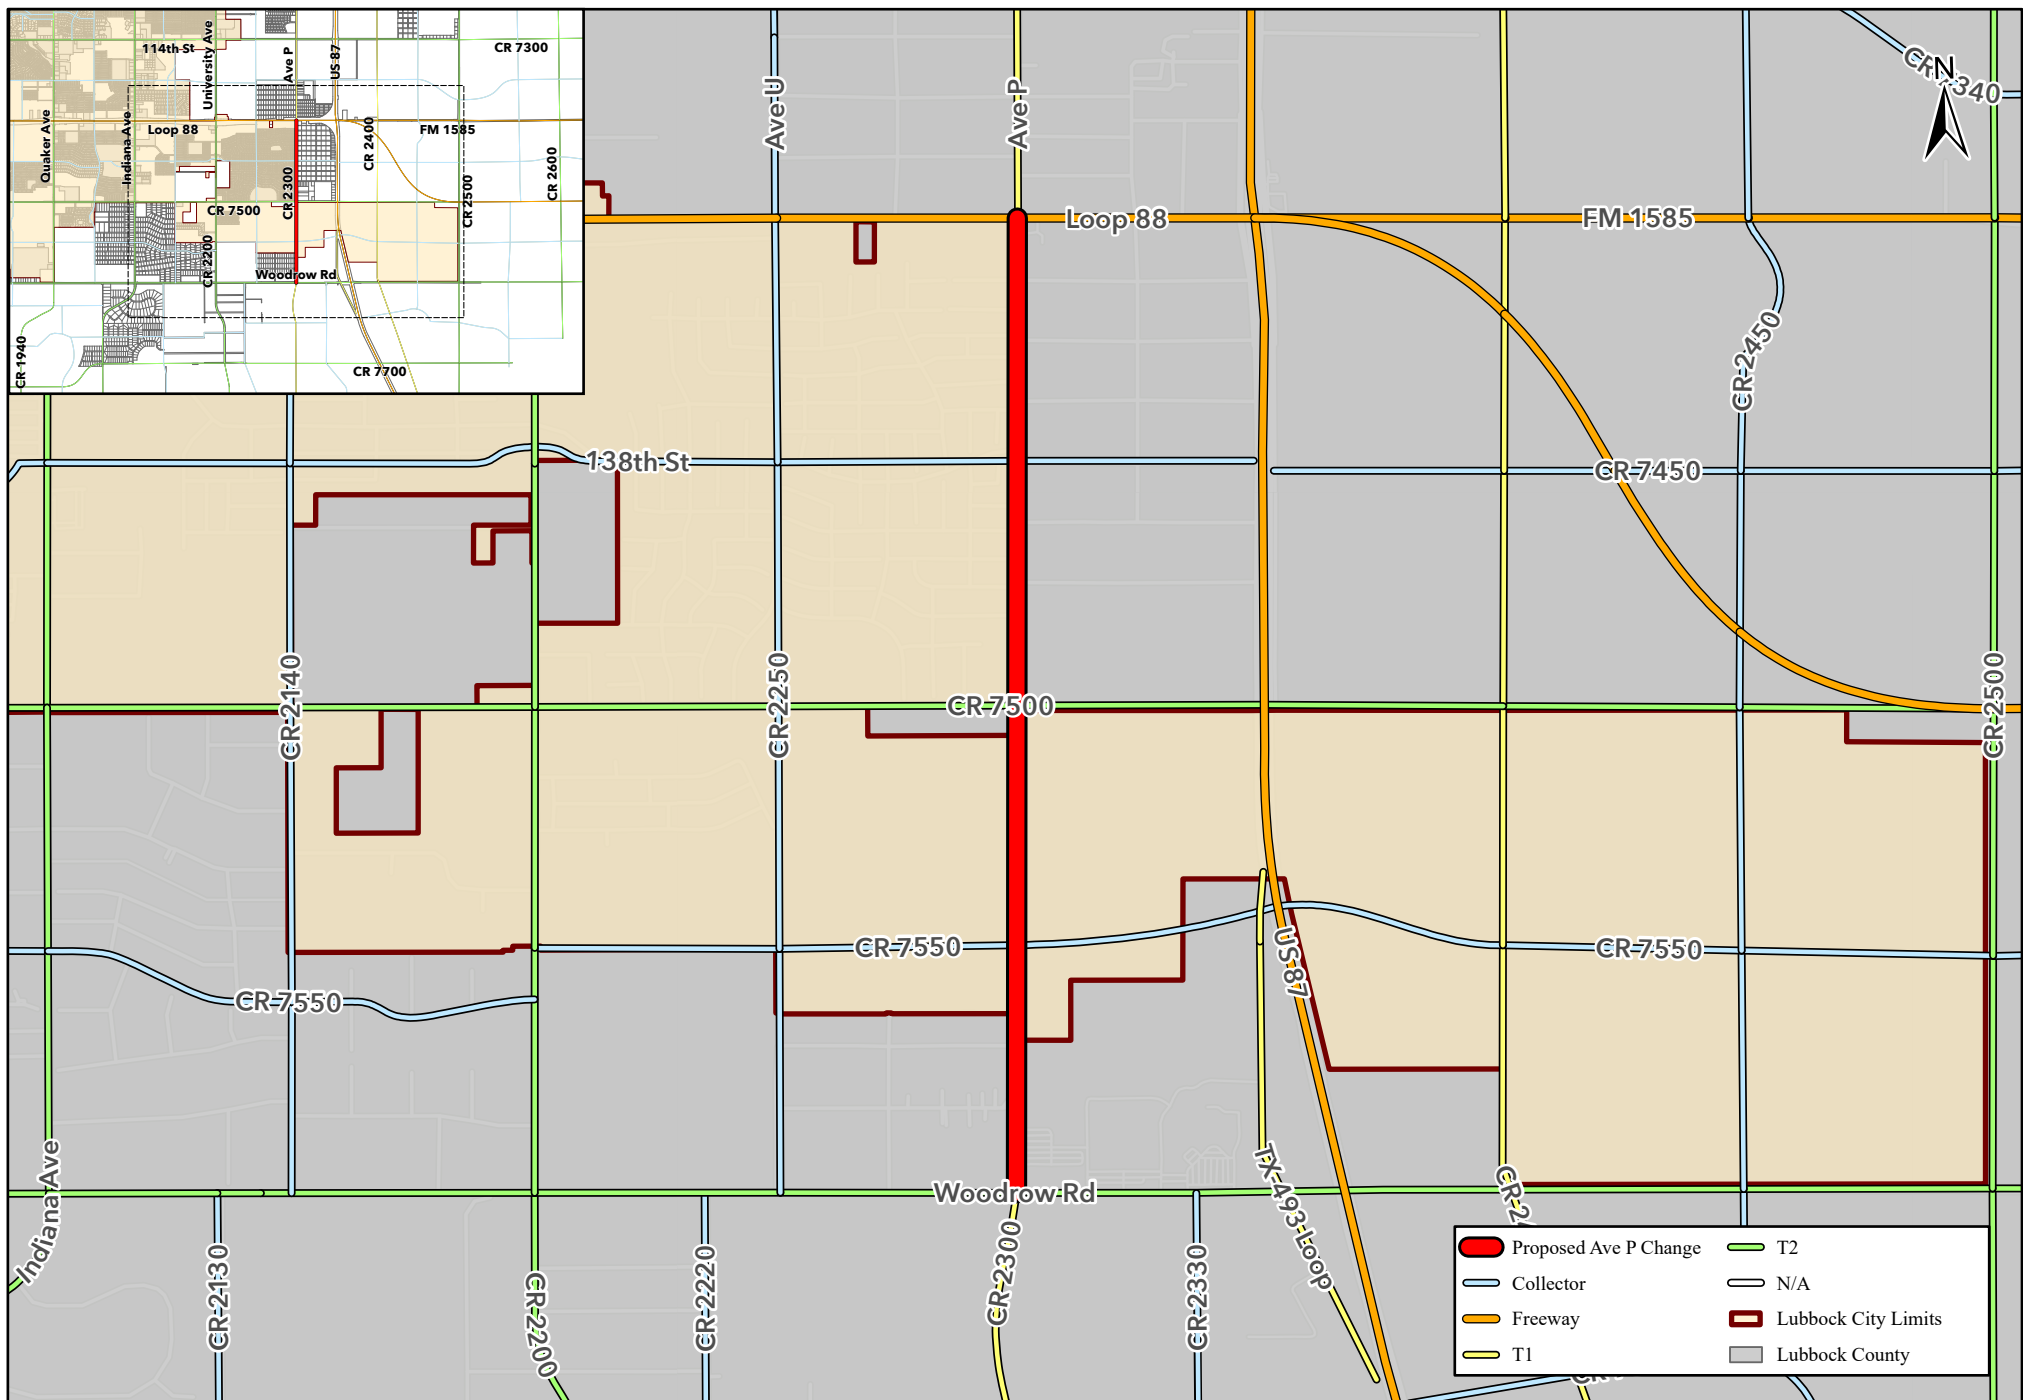 114th St
University Ave
Ave P
US 87
CR 7300
Quaker Ave
Indiana Ave
Loop 88
CR 2400
FM 1585
CR 2600
CR 2300
CR 2500
CR 7500
CR 2200
Woodrow Rd
CR 1940
CR 7700
Ave U
Ave P
N
Loop 88
FM 1585
CR 2450
138th St
CR 7450
CR 2140
CR 2250
CR 7500
CR 2500
CR 7550
CR 7550
CR 7550
US 87
Indiana Ave
Woodrow Rd
TX-493 Loop
CR 2130
CR 2200
CR 2220
CR 2300
CR 2330
Proposed Ave P Change
Collector
Freeway
T1
T2
N/A
Lubbock City Limits
Lubbock County